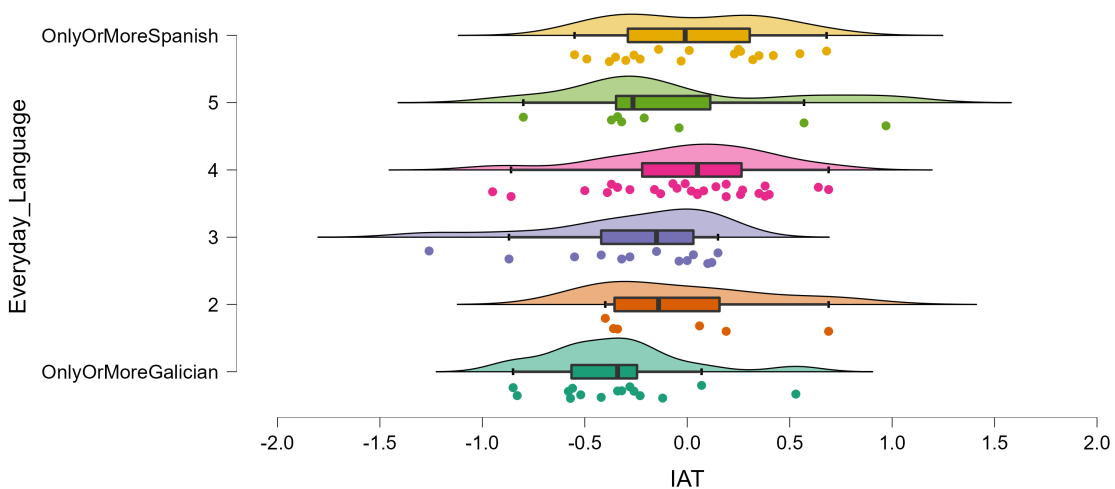 OnlyOrMoreSpanish
5
4
3
2
OnlyOrMoreGalician
Everyday_Language
-2.0 -1.5 -1.0 -0.5 0.0 0.5 1.0 1.5 2.0
IAT